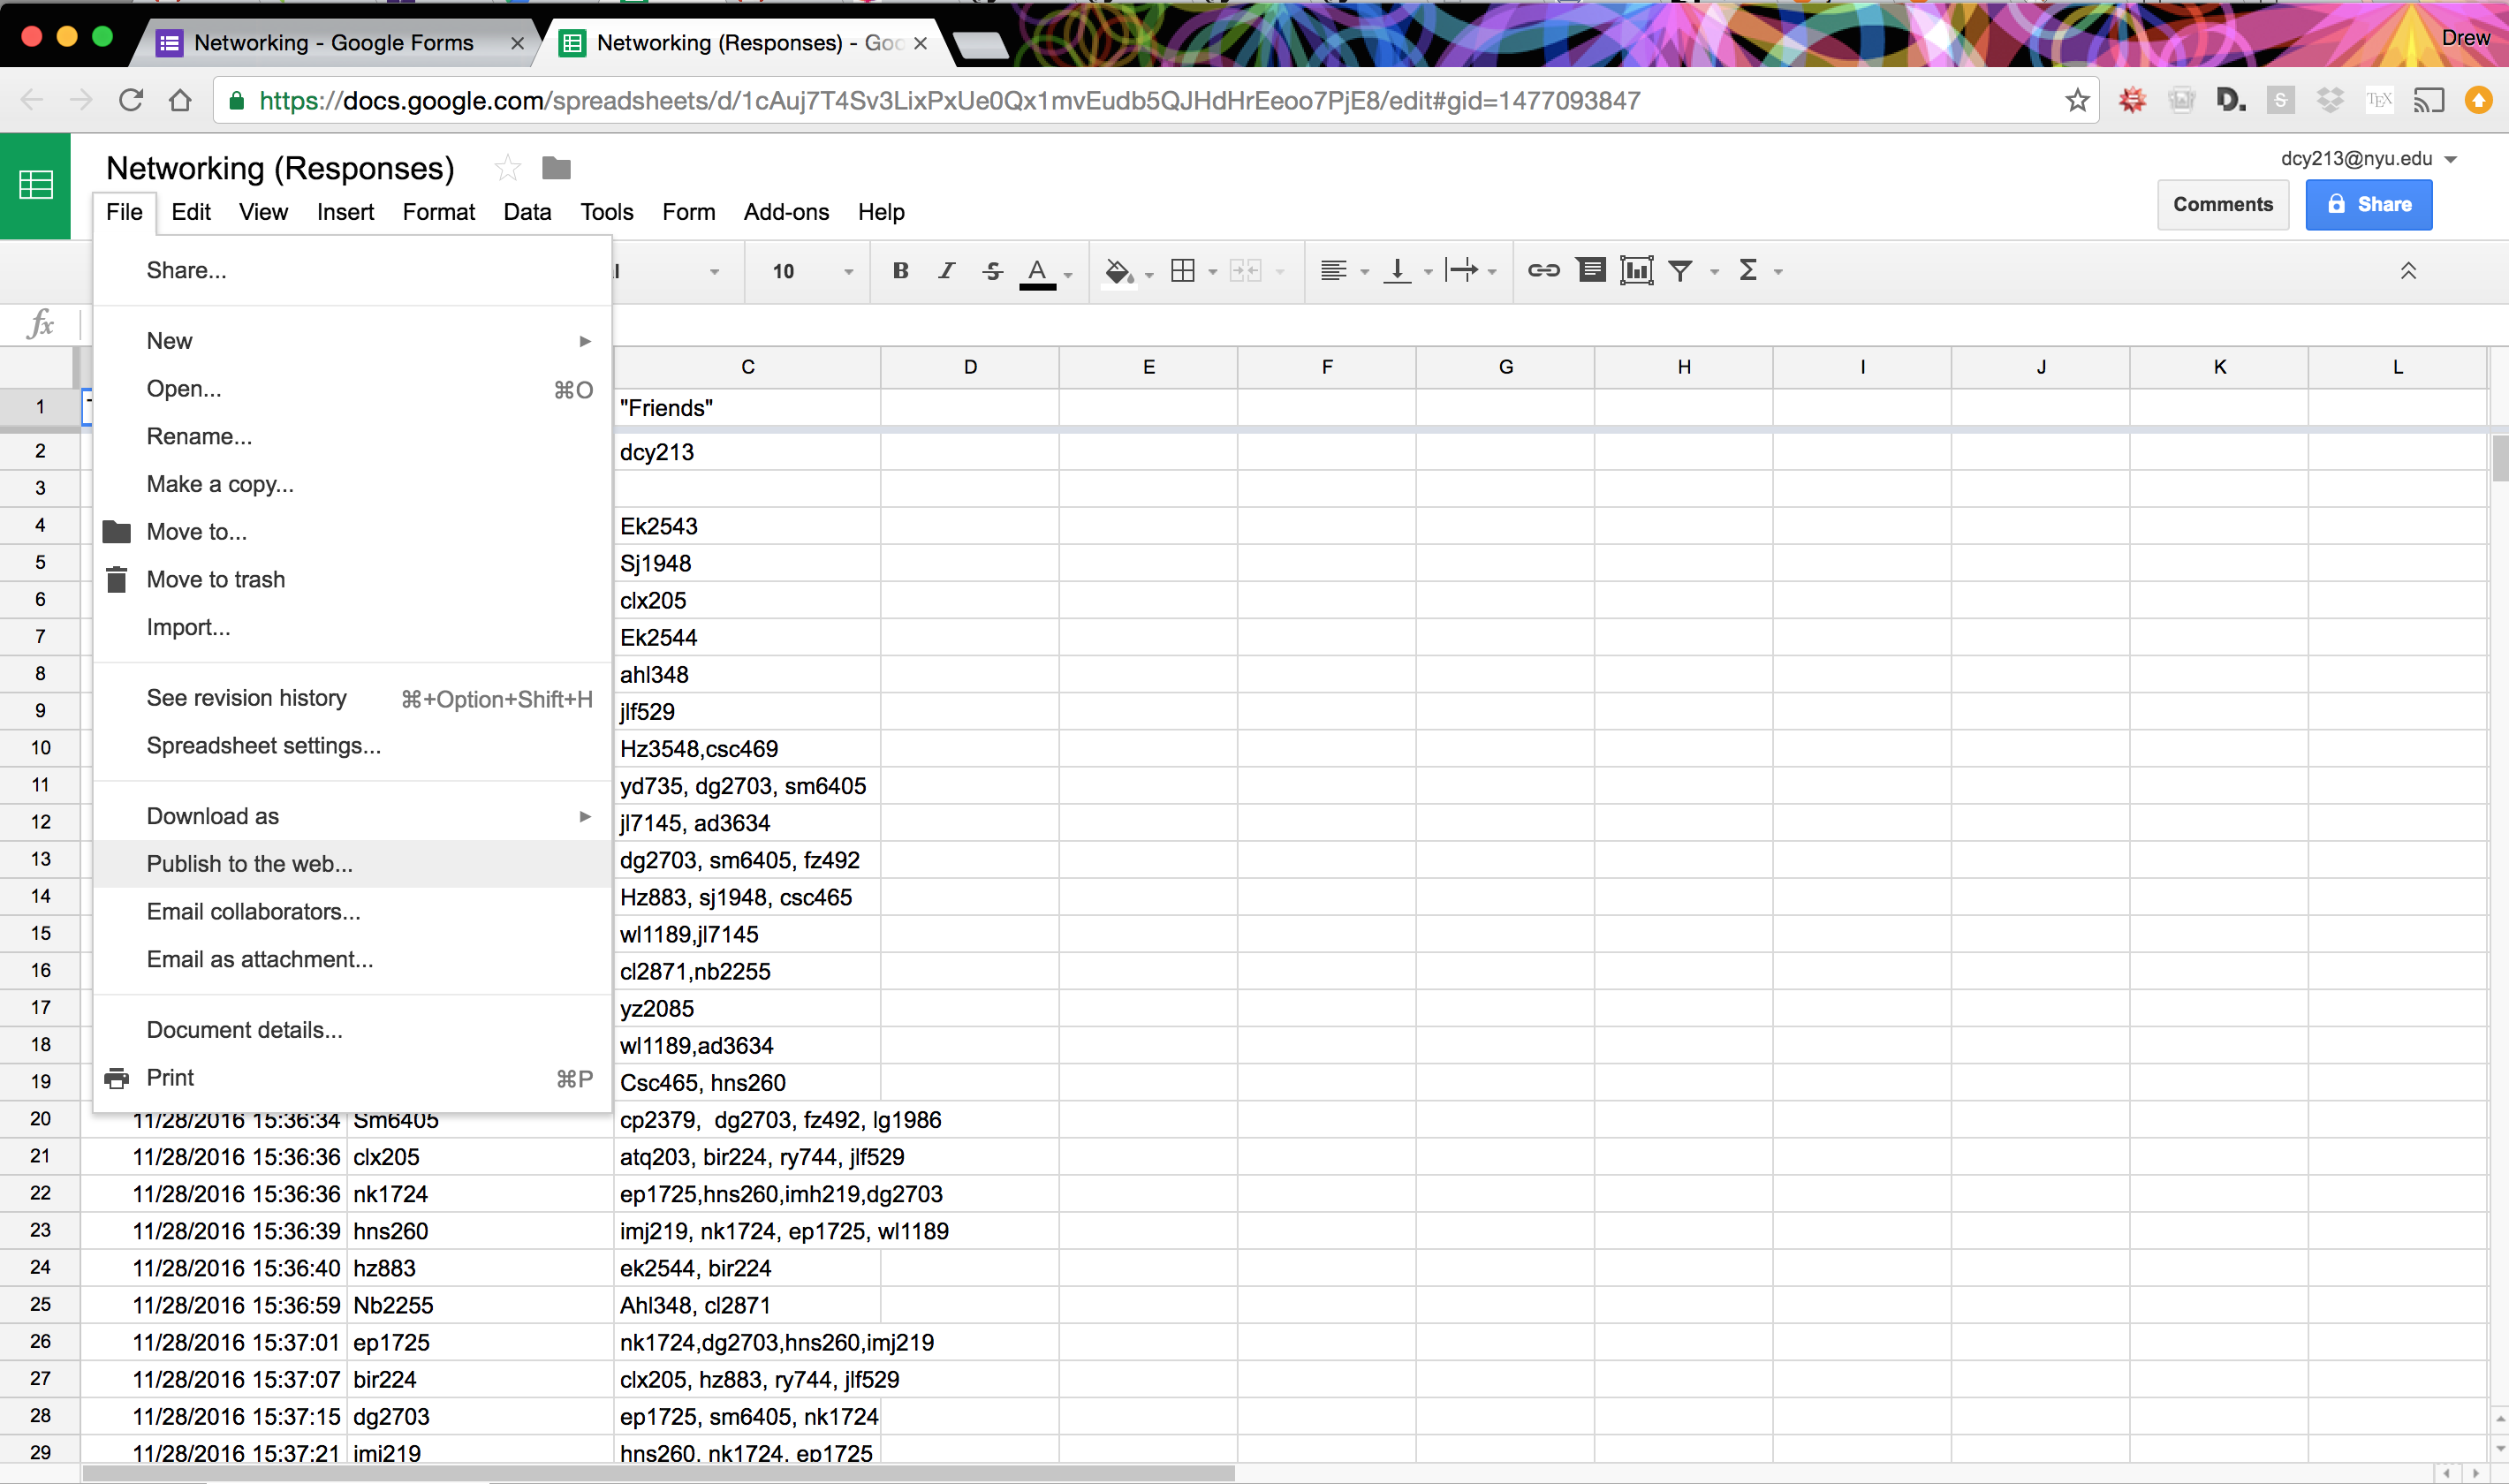 Networking - Google Forms
Networking (Responses) - Goo
Drew
https://docs.google.com/spreadsheets/d/1cAuj7T4Sv3LixPxUe0Qx1mvEudb5QJHdHrEeoo7PjE8/edit#gid=1477093847
Networking (Responses)
dcy213@nyu.edu
File Edit View Insert Format Data Tools Form Add-ons Help
Comments Share
10 B I S A
fx
Share...
New
Open... ⌘O
Rename...
Make a copy...
Move to...
Move to trash
Import...
See revision history ⌘+Option+Shift+H
Spreadsheet settings...
Download as
Publish to the web...
Email collaborators...
Email as attachment...
Document details...
Print ⌘P
C D E F G H I J K L
1 "Friends"
2 dcy213
3
4 Ek2543
5 Sj1948
6 clx205
7 Ek2544
8 ahl348
9 jlf529
10 Hz3548,csc469
11 yd735, dg2703, sm6405
12 jl7145, ad3634
13 dg2703, sm6405, fz492
14 Hz883, sj1948, csc465
15 wl1189,jl7145
16 cl2871,nb2255
17 yz2085
18 wl1189,ad3634
19 Csc465, hns260
20 11/28/2016 15:36:34 Sm6405 cp2379,  dg2703, fz492, lg1986
21 11/28/2016 15:36:36 clx205 atq203, bir224, ry744, jlf529
22 11/28/2016 15:36:36 nk1724 ep1725,hns260,imh219,dg2703
23 11/28/2016 15:36:39 hns260 imj219, nk1724, ep1725, wl1189
24 11/28/2016 15:36:40 hz883 ek2544, bir224
25 11/28/2016 15:36:59 Nb2255 Ahl348, cl2871
26 11/28/2016 15:37:01 ep1725 nk1724,dg2703,hns260,imj219
27 11/28/2016 15:37:07 bir224 clx205, hz883, ry744, jlf529
28 11/28/2016 15:37:15 dg2703 ep1725, sm6405, nk1724
29 11/28/2016 15:37:21 imj219 hns260, nk1724, ep1725